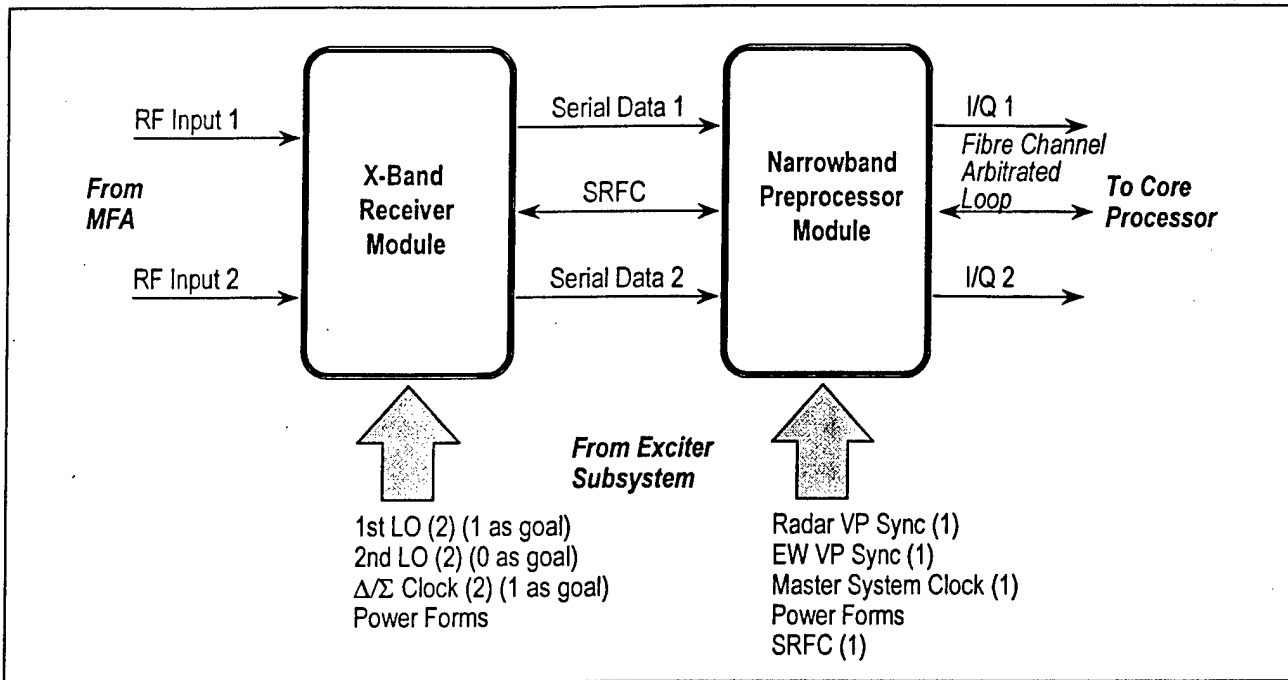 RF Input 1
From
MFA
RF Input 2
X-Band
Receiver
Module
Serial Data 1
SRFC
Serial Data 2
Narrowband
Preprocessor
Module
I/Q 1
Fibre Channel
Arbitrated
Loop
To Core
Processor
I/Q 2
From Exciter
Subsystem
1st LO (2) (1 as goal)
2nd LO (2) (0 as goal)
Δ/Σ Clock (2) (1 as goal)
Power Forms
Radar VP Sync (1)
EW VP Sync (1)
Master System Clock (1)
Power Forms
SRFC (1)